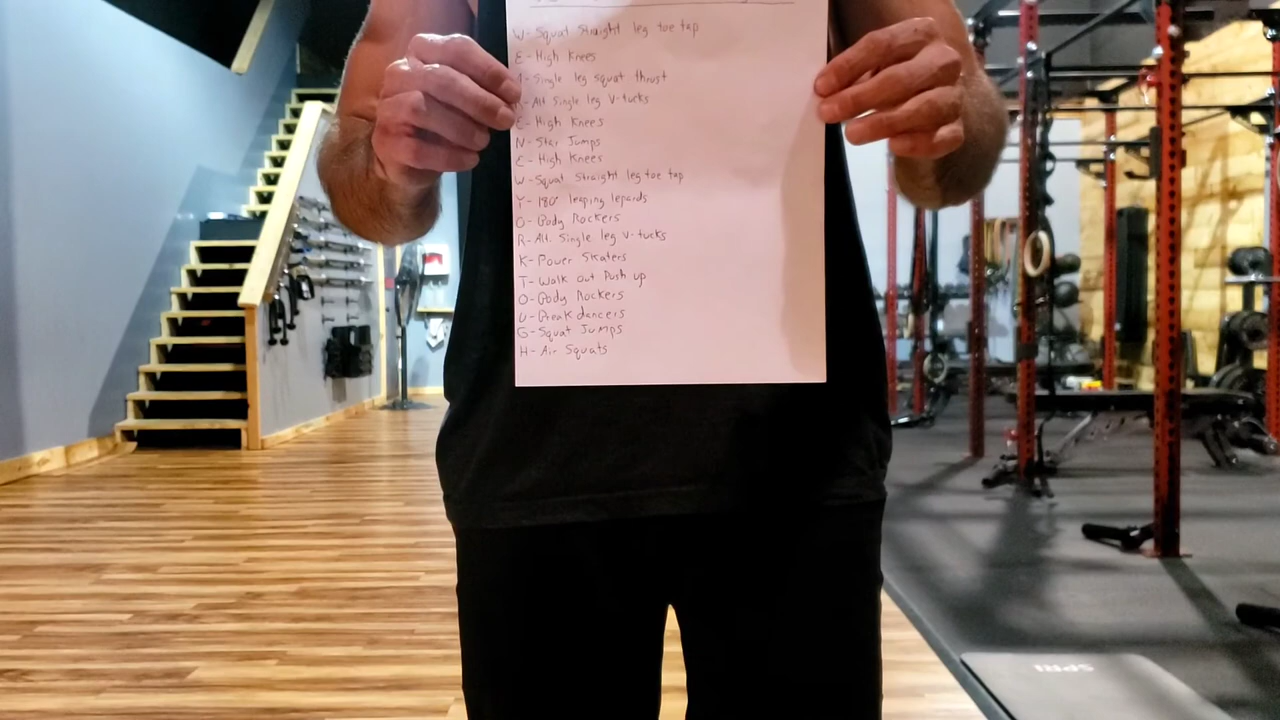 W- Squat Straight leg toe tap
E- High Knees
- Single leg squat thrust
R- Alt. Single leg V-tucks
E- High Knees
N- Star Jumps
E- High Knees
W- Squat Straight leg toe tap
Y- 180° leaping lepards
O- Body Rockers
R- Alt. Single leg V-tucks
K- Power Skaters
T- Walk out Push up
O- Body Rockers
U- Breakdancers
G- Squat Jumps
H- Air Squats
SPRI